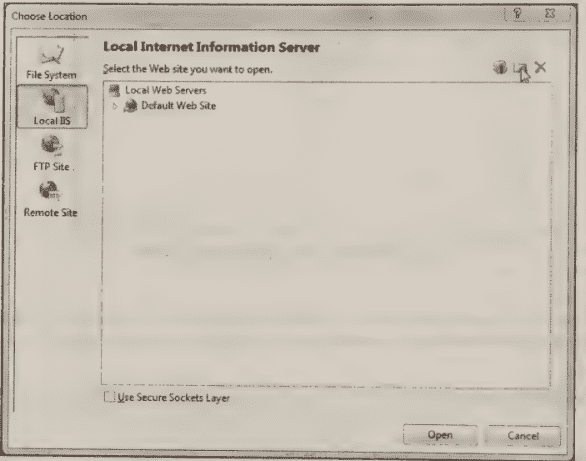 Choose Location
Local Internet Information Server
Select the Web site you want to open.
File System
Local IIS
FTP Site
Remote Site
Local Web Servers
Default Web Site
Use Secure Sockets Layer
Open
Cancel